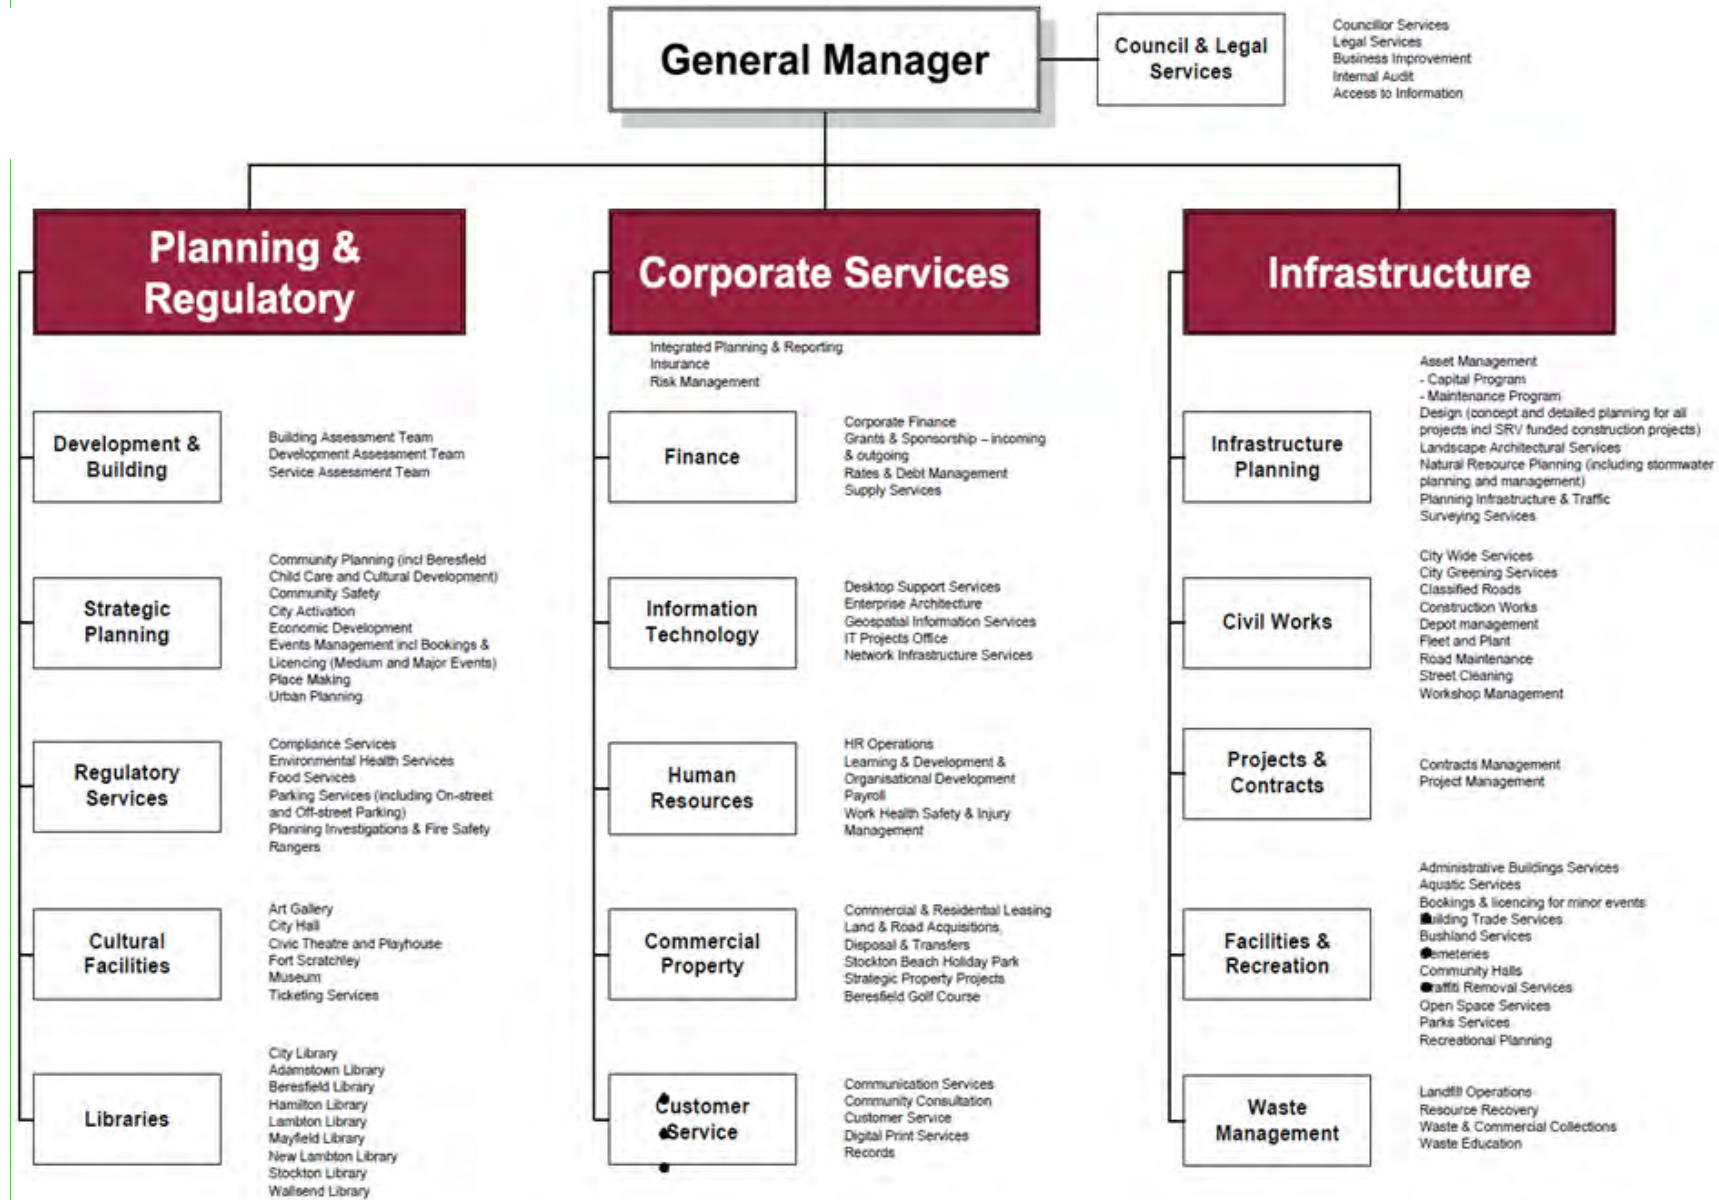 General Manager
Council & Legal
Services
Councillor Services
Legal Services
Business Improvement
Internal Audit
Access to Information
Planning &
Regulatory
Development &
Building
Building Assessment Team
Development Assessment Team
Service Assessment Team
Strategic
Planning
Community Planning (incl Beresfield
Child Care and Cultural Development)
Community Safety
City Activation
Economic Development
Events Management incl Bookings &
Licencing (Medium and Major Events)
Place Making
Urban Planning
Regulatory
Services
Compliance Services
Environmental Health Services
Food Services
Parking Services (including On-street
and Off-street Parking)
Planning Investigations & Fire Safety
Rangers
Cultural
Facilities
Art Gallery
City Hall
Civic Theatre and Playhouse
Fort Scratchley
Museum
Ticketing Services
Libraries
City Library
Adamstown Library
Beresfield Library
Hamilton Library
Lambton Library
Mayfield Library
New Lambton Library
Stockton Library
Wallsend Library
Corporate Services
Integrated Planning & Reporting
Insurance
Risk Management
Finance
Corporate Finance
Grants & Sponsorship – incoming
& outgoing
Rates & Debt Management
Supply Services
Information
Technology
Desktop Support Services
Enterprise Architecture
Geospatial Information Services
IT Projects Office
Network Infrastructure Services
Human
Resources
HR Operations
Learning & Development &
Organisational Development
Payroll
Work Health Safety & Injury
Management
Commercial
Property
Commercial & Residential Leasing
Land & Road Acquisitions,
Disposal & Transfers
Stockton Beach Holiday Park
Strategic Property Projects
Beresfield Golf Course
Customer
Service
Communication Services
Community Consultation
Customer Service
Digital Print Services
Records
Infrastructure
Infrastructure
Planning
Asset Management
- Capital Program
- Maintenance Program
Design (concept and detailed planning for all
projects incl SRV funded construction projects)
Landscape Architectural Services
Natural Resource Planning (including stormwater
planning and management)
Planning Infrastructure & Traffic
Surveying Services
Civil Works
City Wide Services
City Greening Services
Classified Roads
Construction Works
Depot management
Fleet and Plant
Road Maintenance
Street Cleaning
Workshop Management
Projects &
Contracts
Contracts Management
Project Management
Facilities &
Recreation
Administrative Buildings Services
Aquatic Services
Bookings & licencing for minor events
Building Trade Services
Bushland Services
Cemeteries
Community Halls
Graffiti Removal Services
Open Space Services
Parks Services
Recreational Planning
Waste
Management
Landfill Operations
Resource Recovery
Waste & Commercial Collections
Waste Education